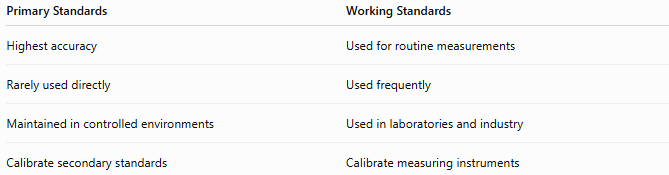 Primary Standards Working Standards
Highest accuracy Used for routine measurements
Rarely used directly Used frequently
Maintained in controlled environments Used in laboratories and industry
Calibrate secondary standards Calibrate measuring instruments